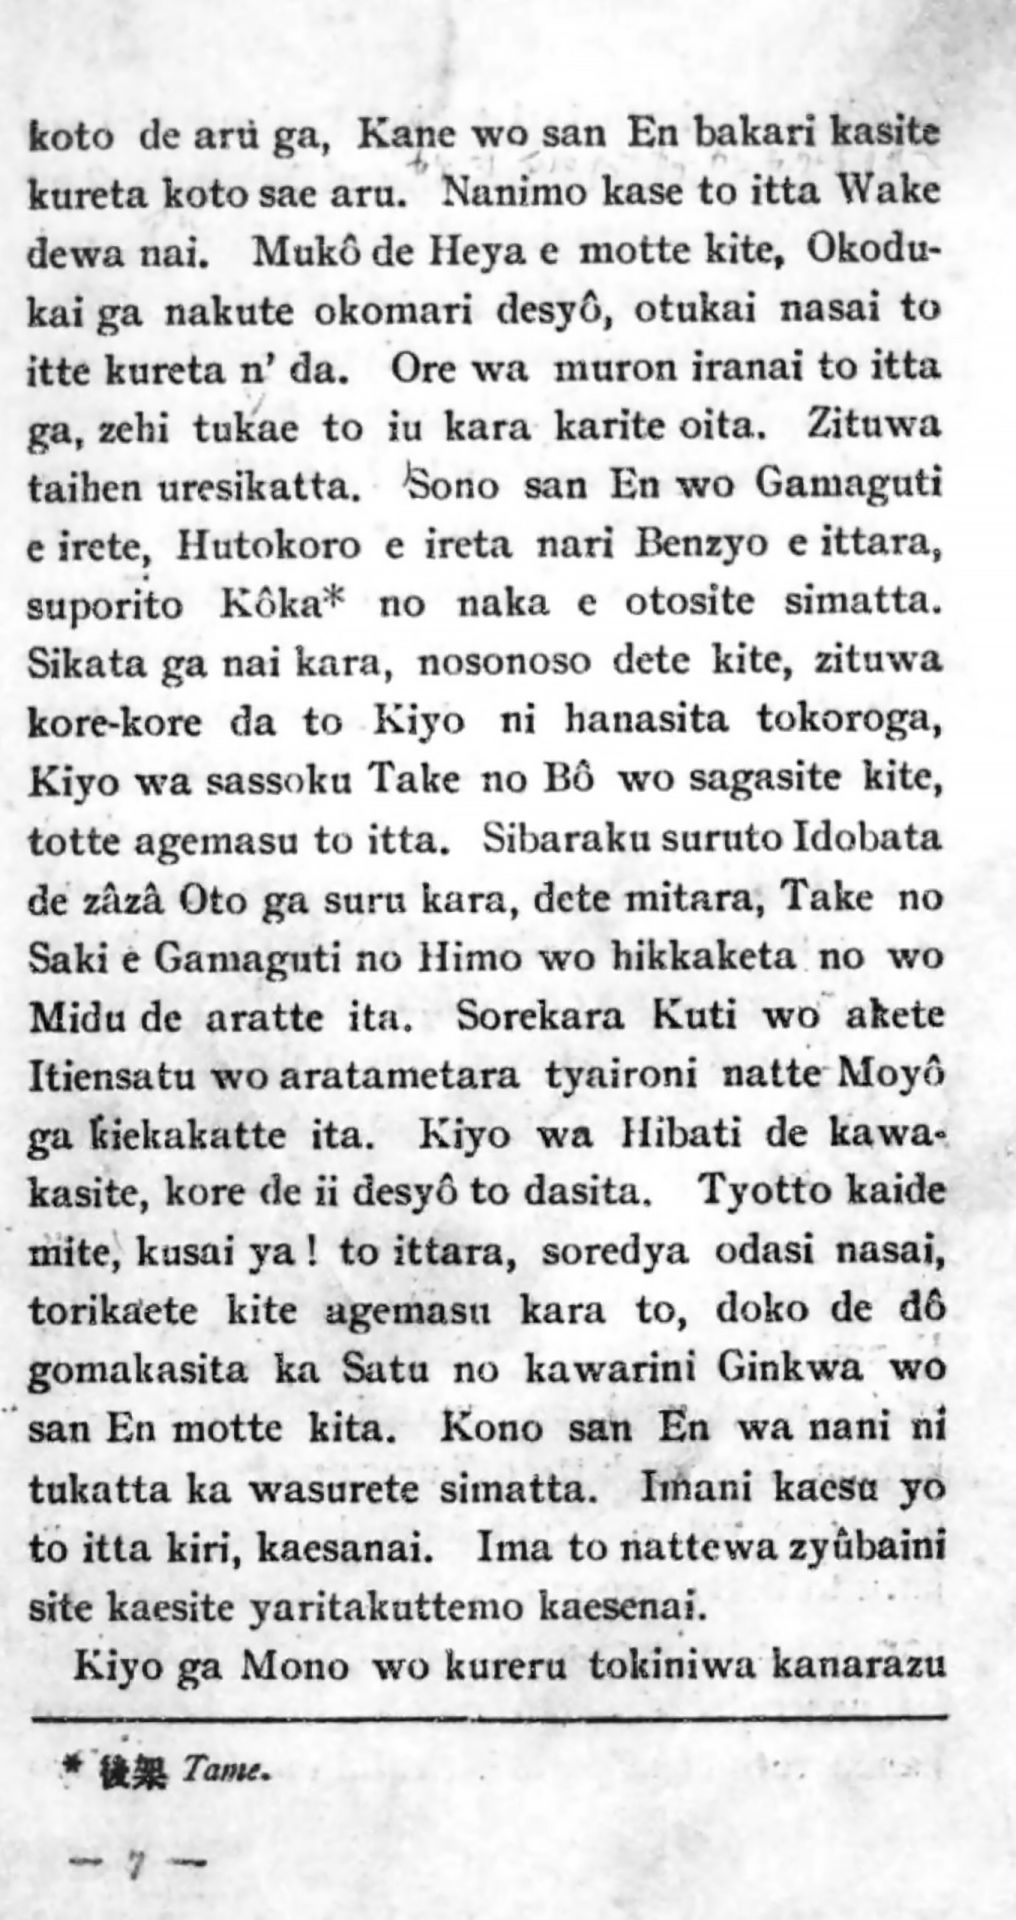 koto de aru ga, Kane wo san En bakari kasite
kureta koto sae aru. Nanimo kase to itta Wake
dewa nai. Mukô de Heya e motte kite, Okodu-
kai ga nakute okomari desyô, otukai nasai to
itte kureta n' da. Ore wa muron iranai to itta
ga, zehi tukae to iu kara karite oita. Zituwa
taihen uresikatta. Sono san En wo Gamaguti
e irete, Hutokoro e ireta nari Benzyo e ittara,
suporito Kôka* no naka e otosite simatta.
Sikata ga nai kara, nosonoso dete kite, zituwa
kore-kore da to Kiyo ni hanasita tokoroga,
Kiyo wa sassoku Take no Bô wo sagasite kite,
totte agemasu to itta. Sibaraku suruto Idobata
de zâzâ Oto ga suru kara, dete mitara, Take no
Saki e Gamaguti no Himo wo hikkaketa no wo
Midu de aratte ita. Sorekara Kuti wo akete
Itiensatu wo aratametara tyaironi natte Moyô
ga kiekakatte ita. Kiyo wa Hibati de kawa-
kasite, kore de ii desyô to dasita. Tyotto kaide
mite, kusai ya! to ittara, soredya odasi nasai,
torikaete kite agemasu kara to, doko de dô
gomakasita ka Satu no kawarini Ginkwa wo
san En motte kita. Kono san En wa nani ni
tukatta ka wasurete simatta. Imani kaesu yo
to itta kiri, kaesanai. Ima to nattewa zyûbaini
site kaesite yaritakuttemo kaesenai.
Kiyo ga Mono wo kureru tokiniwa kanarazu
* 後架 Tame.
— 7 —